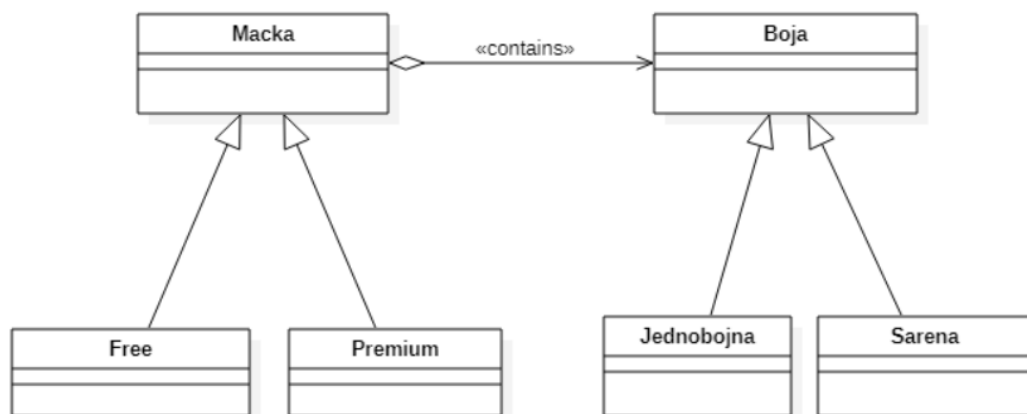 Macka
«contains»
Boja
Free
Premium
Jednobojna
Sarena